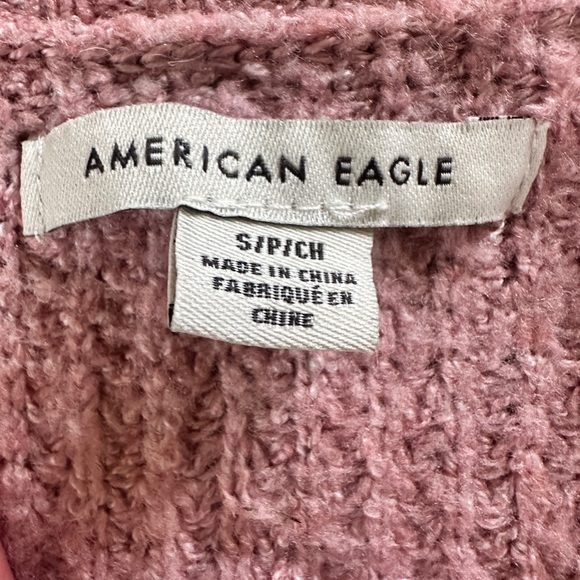 AMERICAN EAGLE
S/P/CH
MADE IN CHINA
FABRIQUÉ EN
CHINE